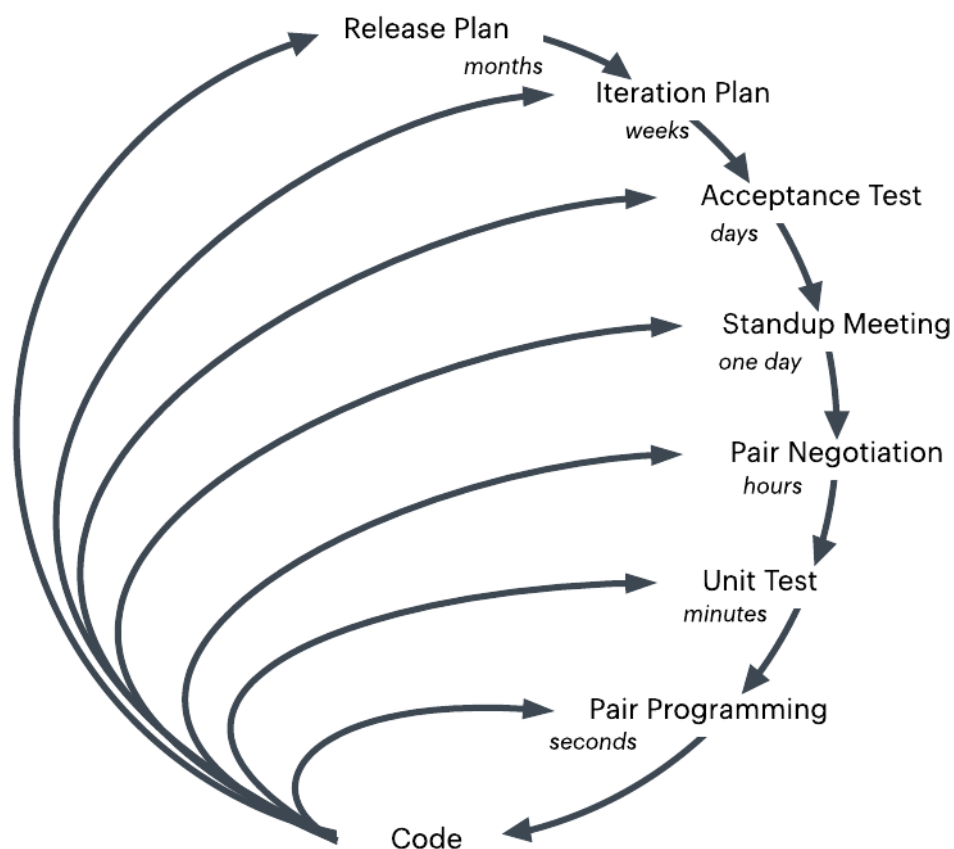 Release Plan
months
Iteration Plan
weeks
Acceptance Test
days
Standup Meeting
one day
Pair Negotiation
hours
Unit Test
minutes
Pair Programming
seconds
Code